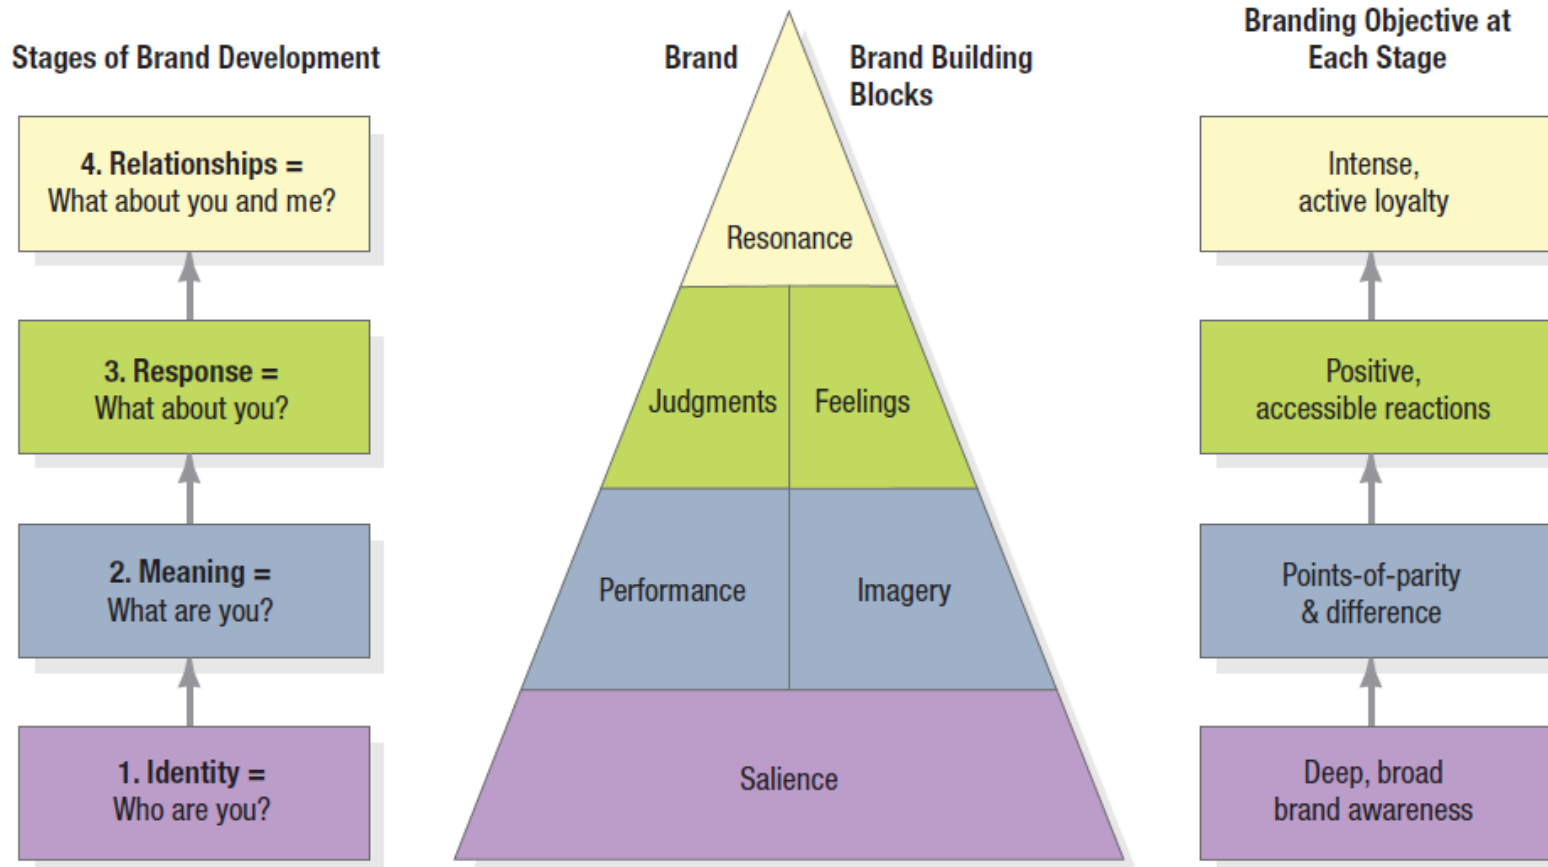 Stages of Brand Development
Brand
Brand Building
Blocks
Branding Objective at
Each Stage
4. Relationships =
What about you and me?
Resonance
Intense,
active loyalty
3. Response =
What about you?
Judgments
Feelings
Positive,
accessible reactions
2. Meaning =
What are you?
Performance
Imagery
Points-of-parity
& difference
1. Identity =
Who are you?
Salience
Deep, broad
brand awareness